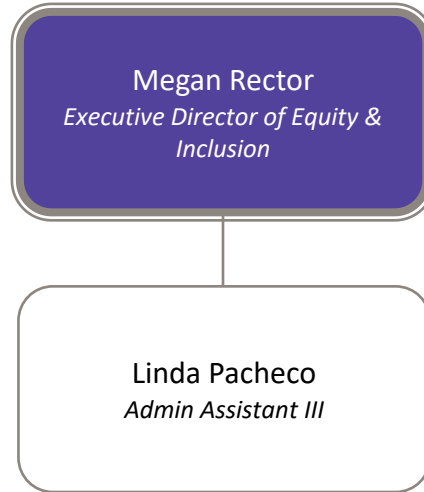 Megan Rector
Executive Director of Equity &
Inclusion
Linda Pacheco
Admin Assistant III